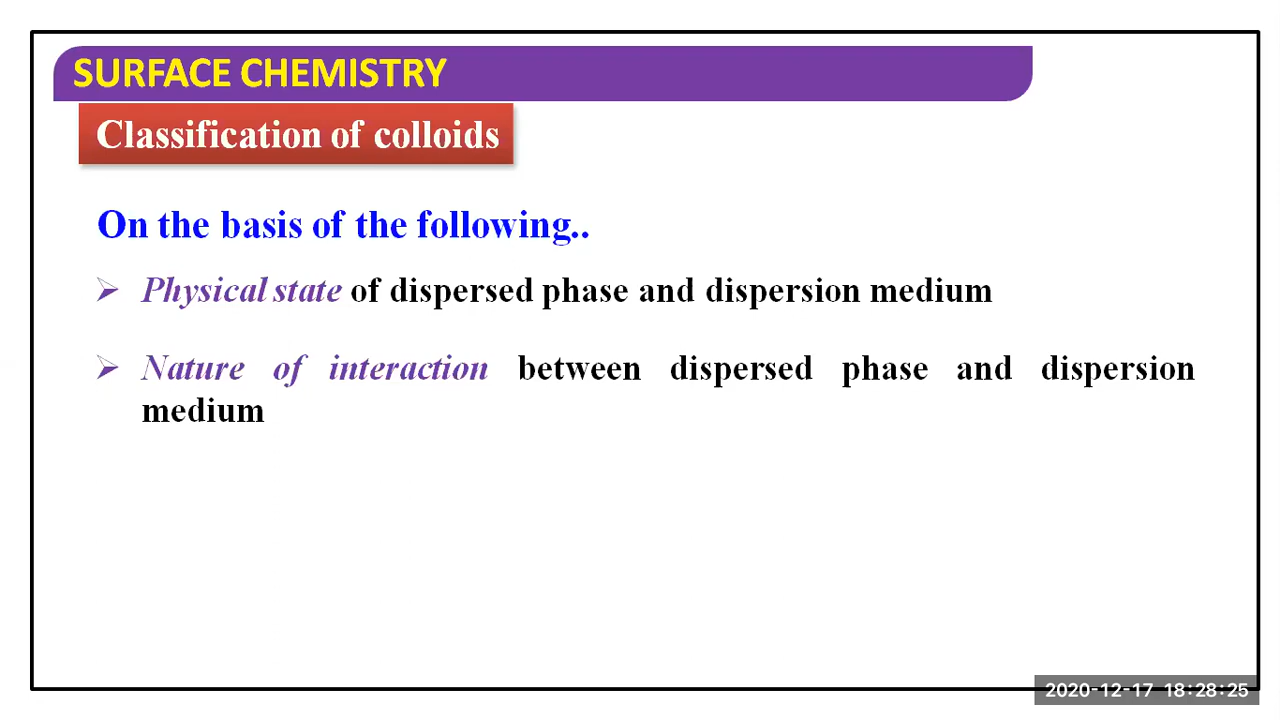 SURFACE CHEMISTRY
Classification of colloids
On the basis of the following..
➢ Physical state of dispersed phase and dispersion medium
➢ Nature of interaction between dispersed phase and dispersion
medium
2020-12-17 18:28:25